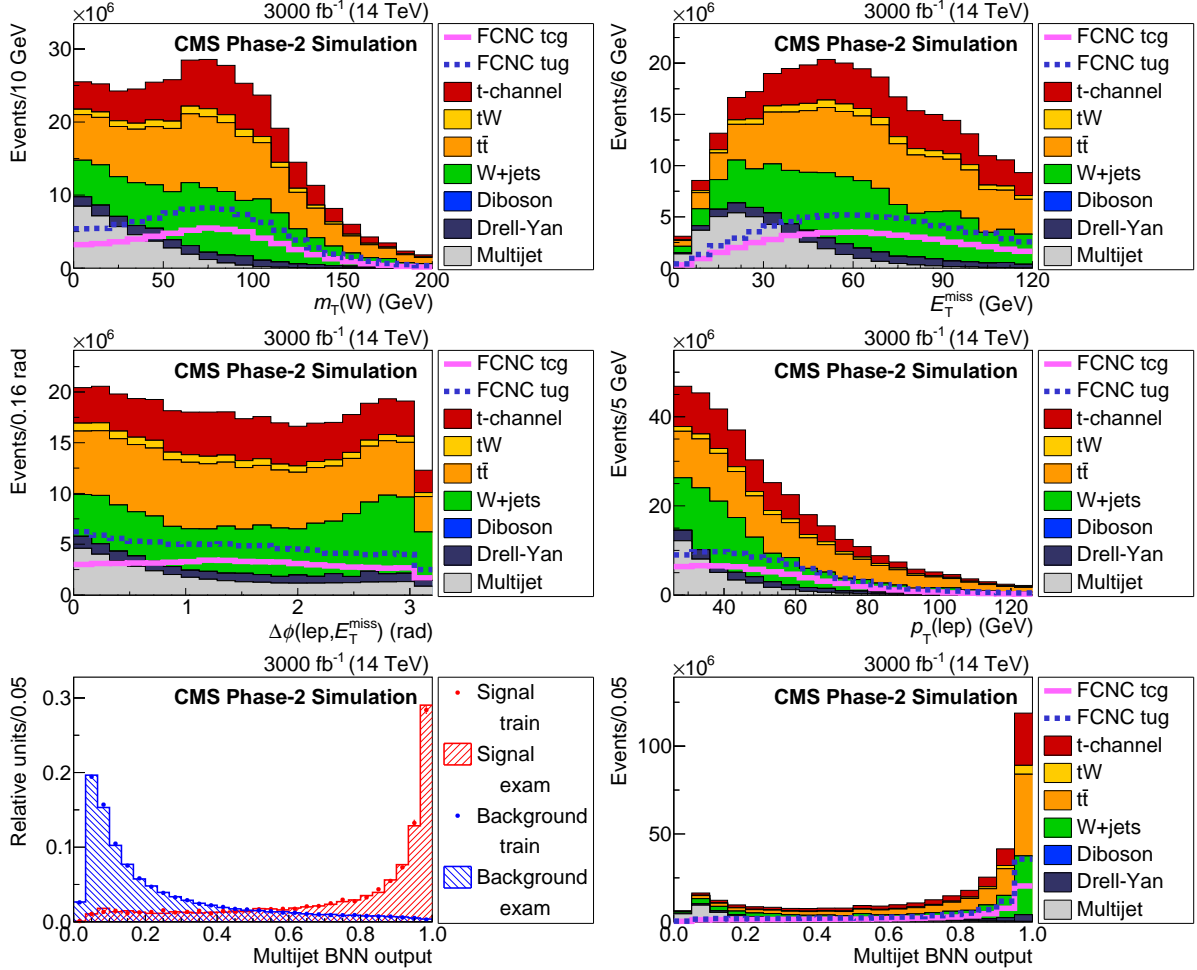 ×10⁶ 3000 fb⁻¹ (14 TeV)
CMS Phase-2 Simulation
Events/10 GeV
30
20
10
0
0 50 100 150 200
m_T(W) (GeV)
FCNC tcg
FCNC tug
t-channel
tW
tt̄
W+jets
Diboson
Drell-Yan
Multijet
×10⁶ 3000 fb⁻¹ (14 TeV)
CMS Phase-2 Simulation
Events/6 GeV
20
15
10
5
0
0 30 60 90 120
E_T^miss (GeV)
FCNC tcg
FCNC tug
t-channel
tW
tt̄
W+jets
Diboson
Drell-Yan
Multijet
×10⁶ 3000 fb⁻¹ (14 TeV)
CMS Phase-2 Simulation
Events/0.16 rad
20
15
10
5
0
0 1 2 3
Δϕ(lep,E_T^miss) (rad)
FCNC tcg
FCNC tug
t-channel
tW
tt̄
W+jets
Diboson
Drell-Yan
Multijet
×10⁶ 3000 fb⁻¹ (14 TeV)
CMS Phase-2 Simulation
Events/5 GeV
40
20
0
40 60 80 100 120
p_T(lep) (GeV)
FCNC tcg
FCNC tug
t-channel
tW
tt̄
W+jets
Diboson
Drell-Yan
Multijet
3000 fb⁻¹ (14 TeV)
CMS Phase-2 Simulation
Relative units/0.05
0.3
0.2
0.1
0.0
0.0 0.2 0.4 0.6 0.8 1.0
Multijet BNN output
Signal
train
Signal
exam
Background
train
Background
exam
×10⁶ 3000 fb⁻¹ (14 TeV)
CMS Phase-2 Simulation
Events/0.05
100
50
0
0.0 0.2 0.4 0.6 0.8 1.0
Multijet BNN output
FCNC tcg
FCNC tug
t-channel
tW
tt̄
W+jets
Diboson
Drell-Yan
Multijet